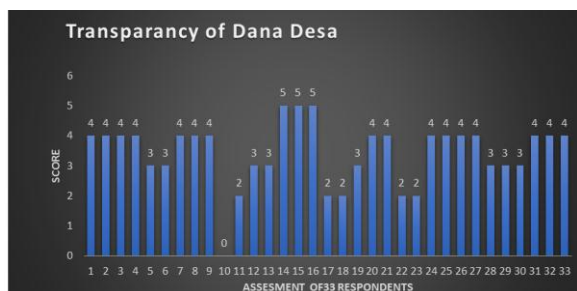 Transparancy of Dana Desa
SCORE
6
5
4
3
2
1
0
4 4 4 4 3 3 4 4 4 0 2 3 3 5 5 5 2 2 3 4 4 2 2 4 4 4 4 3 3 3 4 4 4
1 2 3 4 5 6 7 8 9 10 11 12 13 14 15 16 17 18 19 20 21 22 23 24 25 26 27 28 29 30 31 32 33
ASSESMENT OF33 RESPONDENTS